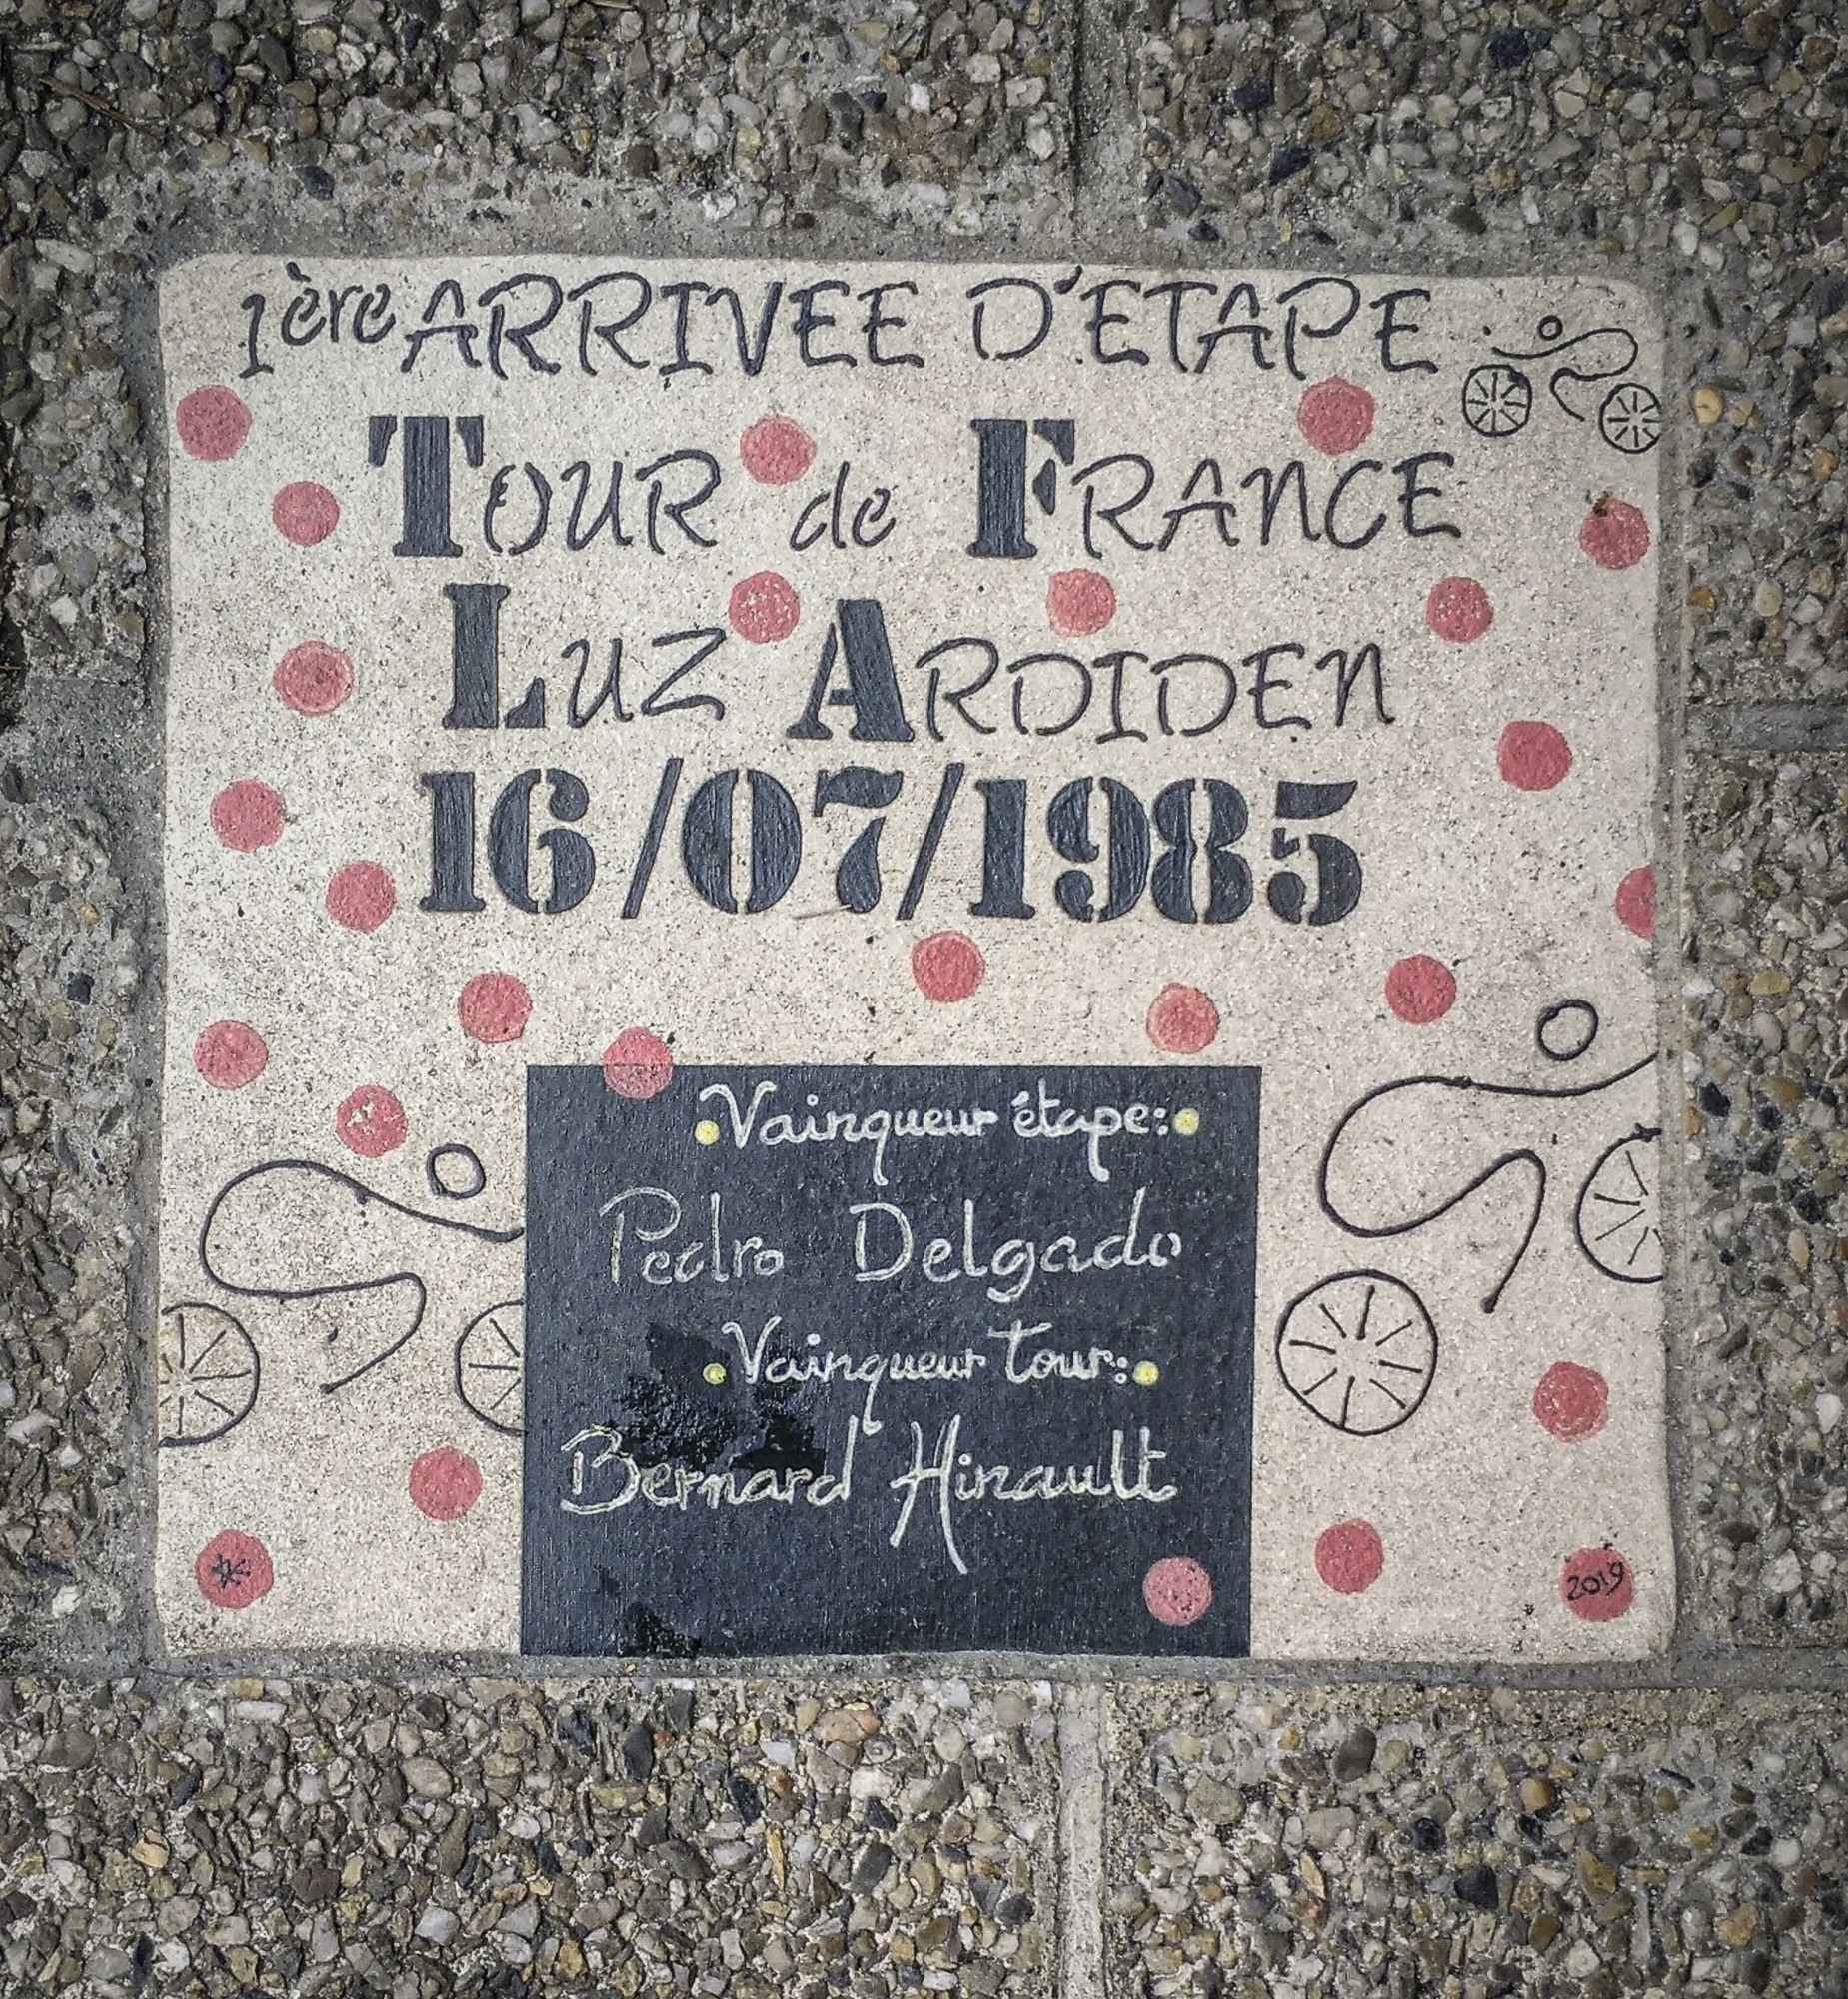 1ère ARRIVEE D'ETAPE
TOUR de FRANCE
LUZ ARDIDEN
16/07/1985
Vainqueur étape:
Pedro Delgado
Vainqueur tour:
Bernard Hinault
2019